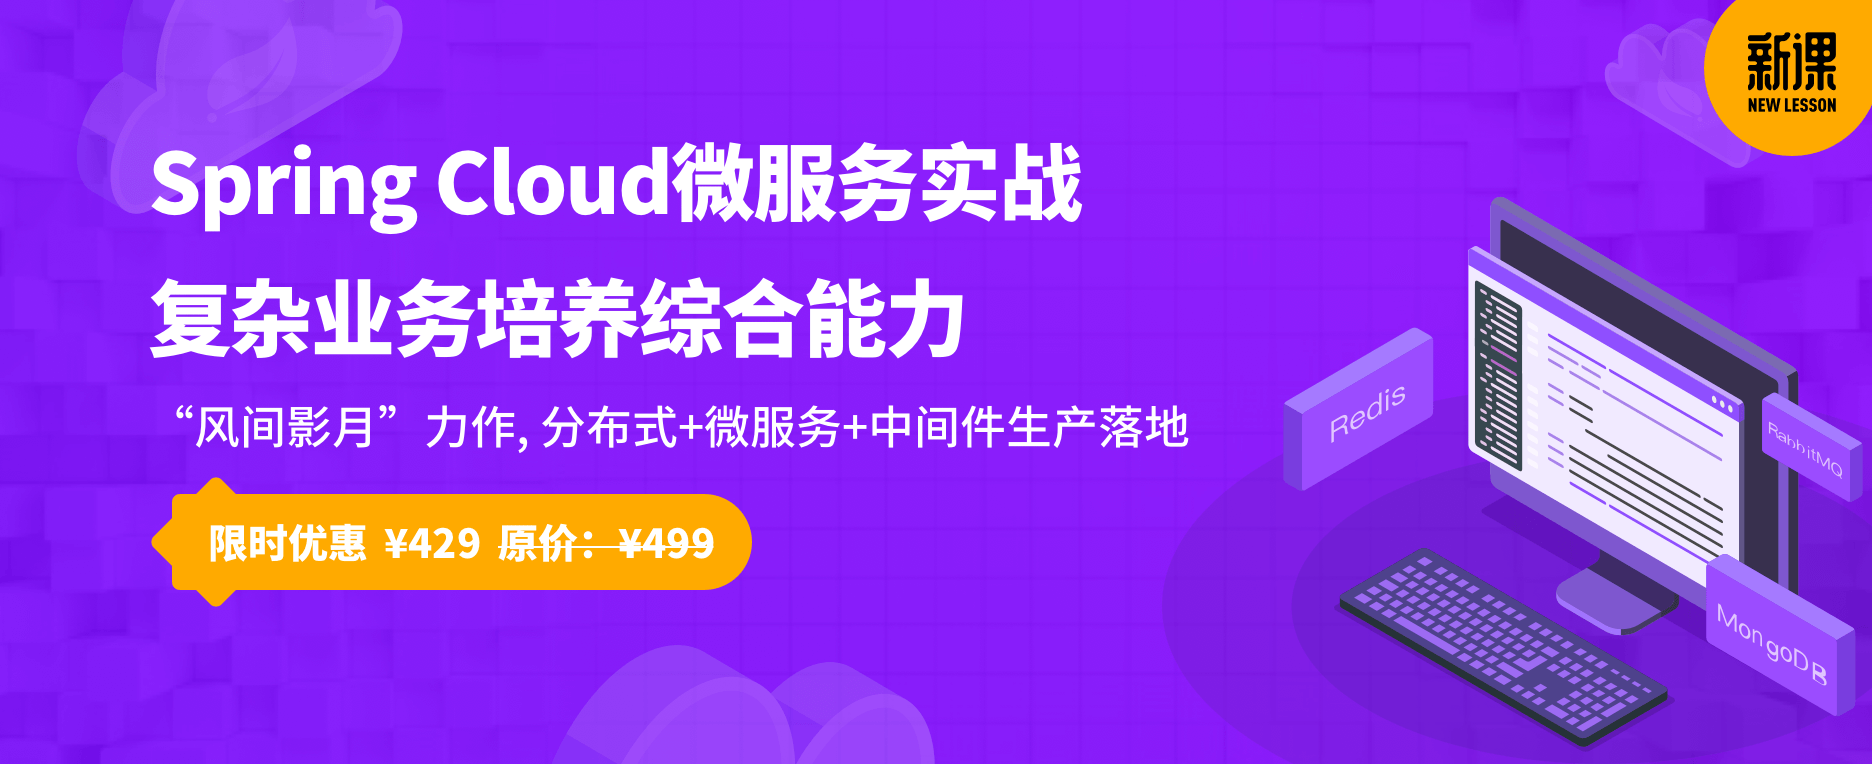 新课
NEW LESSON
Spring Cloud微服务实战
复杂业务培养综合能力
“风间影月”力作, 分布式+微服务+中间件生产落地
限时优惠 ¥429 原价：¥499
Redis
RabbitMQ
MongoDB